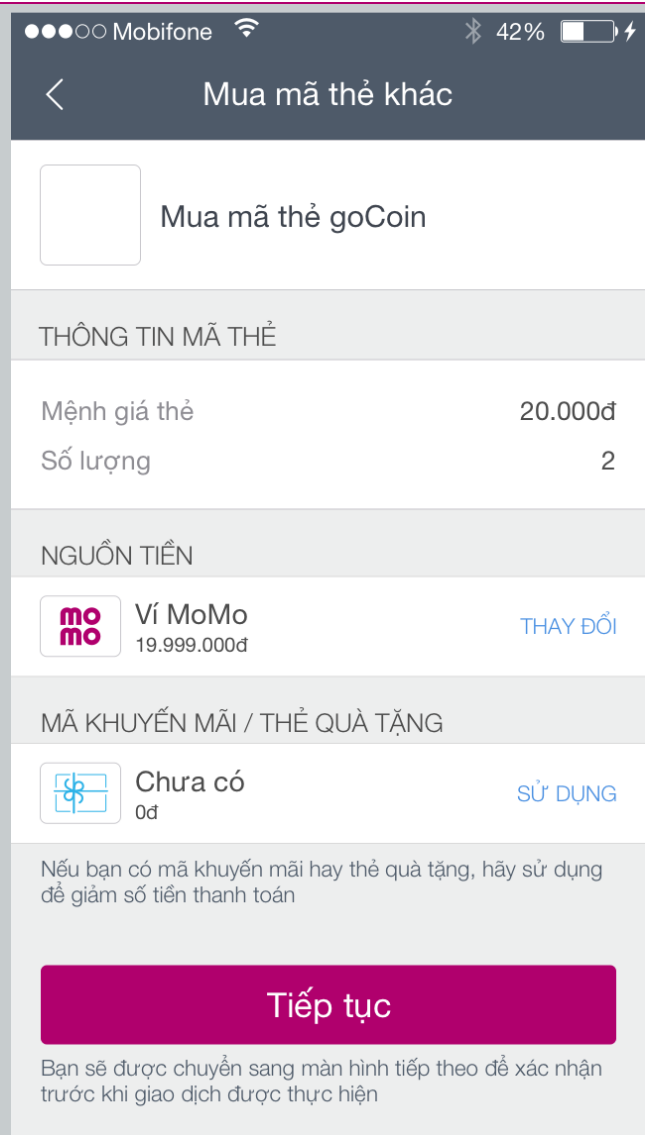 Mobifone 42%
Mua mã thẻ khác
Mua mã thẻ goCoin
THÔNG TIN MÃ THẺ
Mệnh giá thẻ 20.000đ
Số lượng 2
NGUỒN TIỀN
mo
mo
Ví MoMo
19.999.000đ
THAY ĐỔI
MÃ KHUYẾN MÃI / THẺ QUÀ TẶNG
Chưa có
0đ
SỬ DỤNG
Nếu bạn có mã khuyến mãi hay thẻ quà tặng, hãy sử dụng
để giảm số tiền thanh toán
Tiếp tục
Bạn sẽ được chuyển sang màn hình tiếp theo để xác nhận
trước khi giao dịch được thực hiện